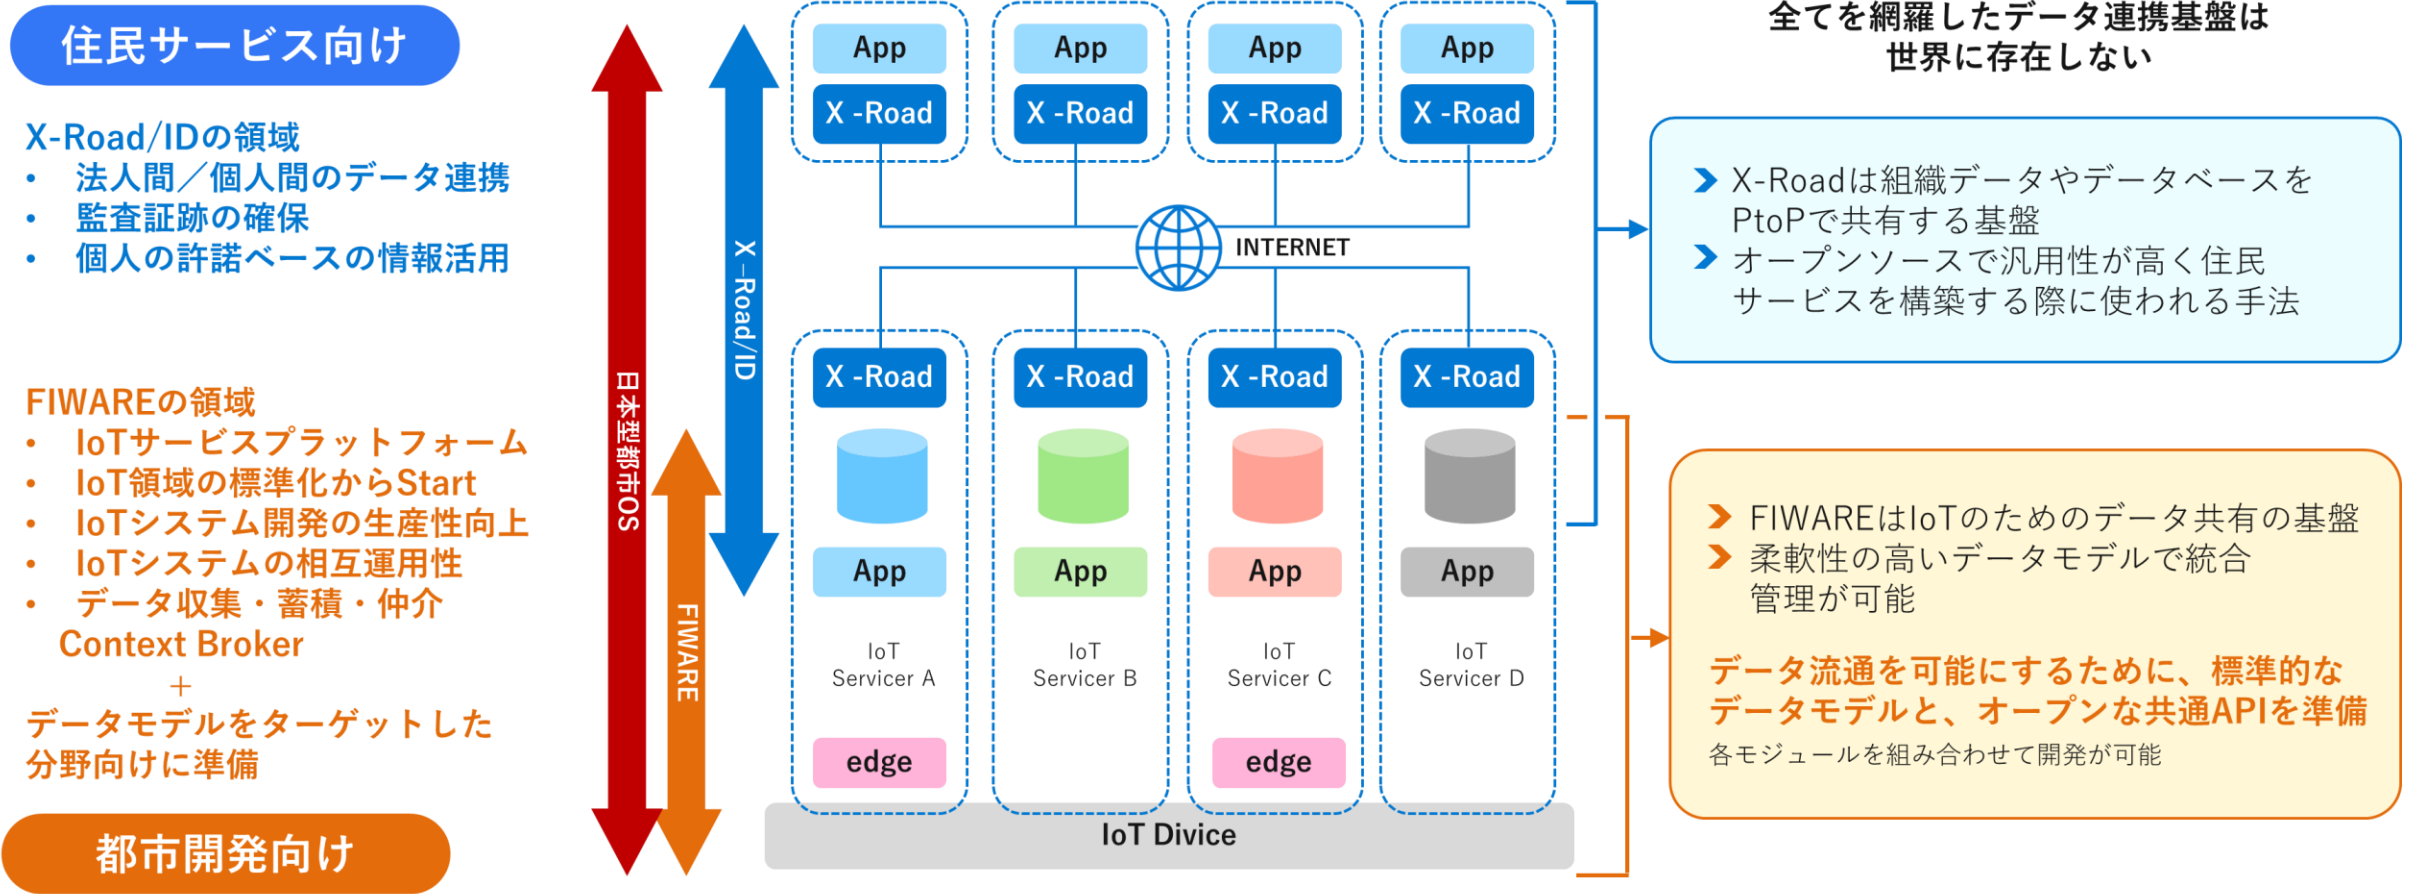 住民サービス向け
X-Road/IDの領域
• 法人間／個人間のデータ連携
• 監査証跡の確保
• 個人の許諾ベースの情報活用
FIWAREの領域
• IoTサービスプラットフォーム
• IoT領域の標準化からStart
• IoTシステム開発の生産性向上
• IoTシステムの相互運用性
• データ収集・蓄積・仲介
Context Broker
+
データモデルをターゲットした
分野向けに準備
都市開発向け
日本型都市OS
FIWARE
X-Road/ID
App
App
App
App
X -Road
X -Road
X -Road
X -Road
INTERNET
X -Road
X -Road
X -Road
X -Road
App
App
App
App
IoT
Servicer A
IoT
Servicer B
IoT
Servicer C
IoT
Servicer D
edge
edge
IoT Divice
全てを網羅したデータ連携基盤は
世界に存在しない
X-Roadは組織データやデータベースを
PtoPで共有する基盤
オープンソースで汎用性が高く住民
サービスを構築する際に使われる手法
FIWAREはIoTのためのデータ共有の基盤
柔軟性の高いデータモデルで統合
管理が可能
データ流通を可能にするために、標準的な
データモデルと、オープンな共通APIを準備
各モジュールを組み合わせて開発が可能